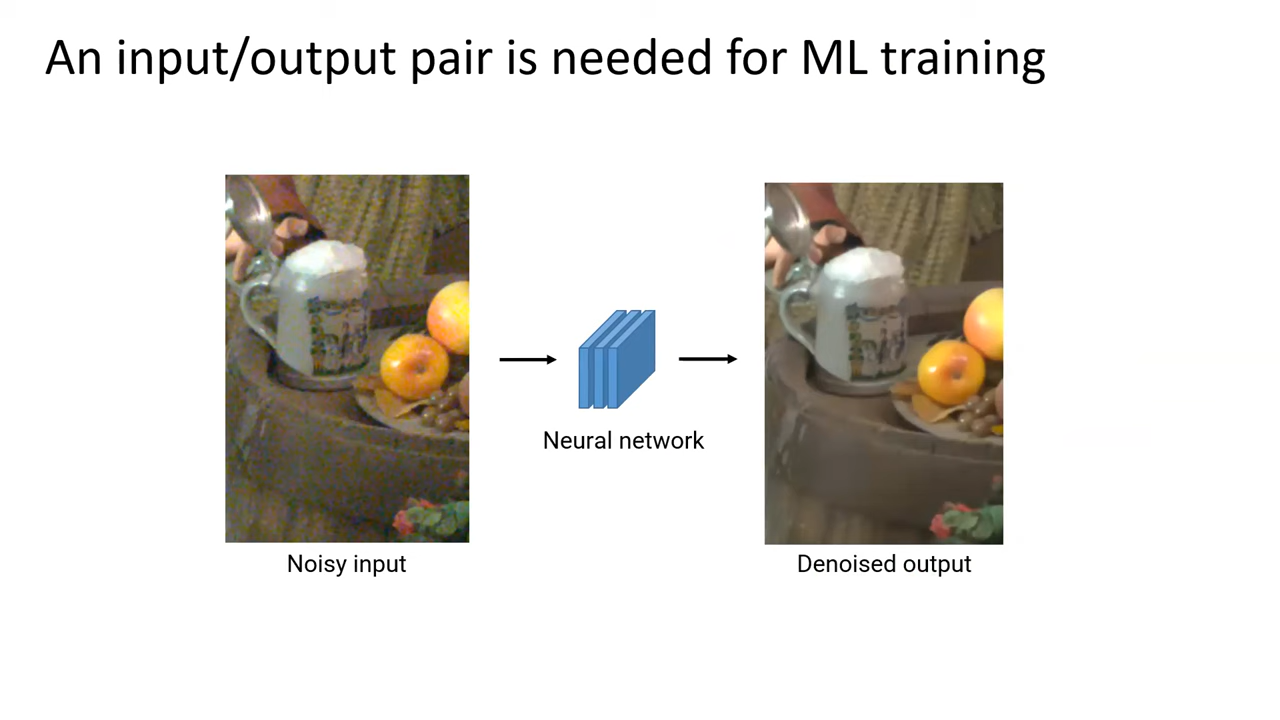 An input/output pair is needed for ML training
Neural network
Noisy input
Denoised output